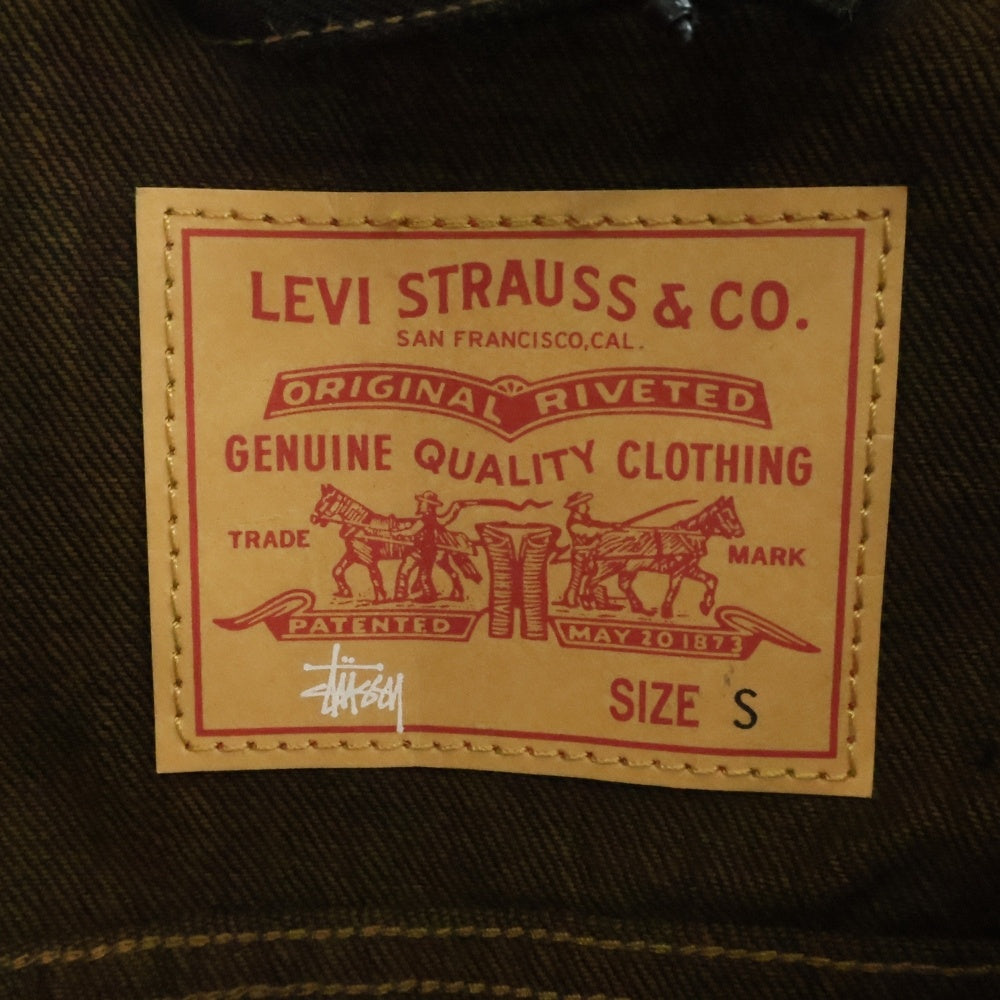 LEVI STRAUSS & CO.
SAN FRANCISCO, CAL.
ORIGINAL RIVETED
GENUINE QUALITY CLOTHING
TRADE MARK
PATENTED MAY 20 1873
stüssy
SIZE S